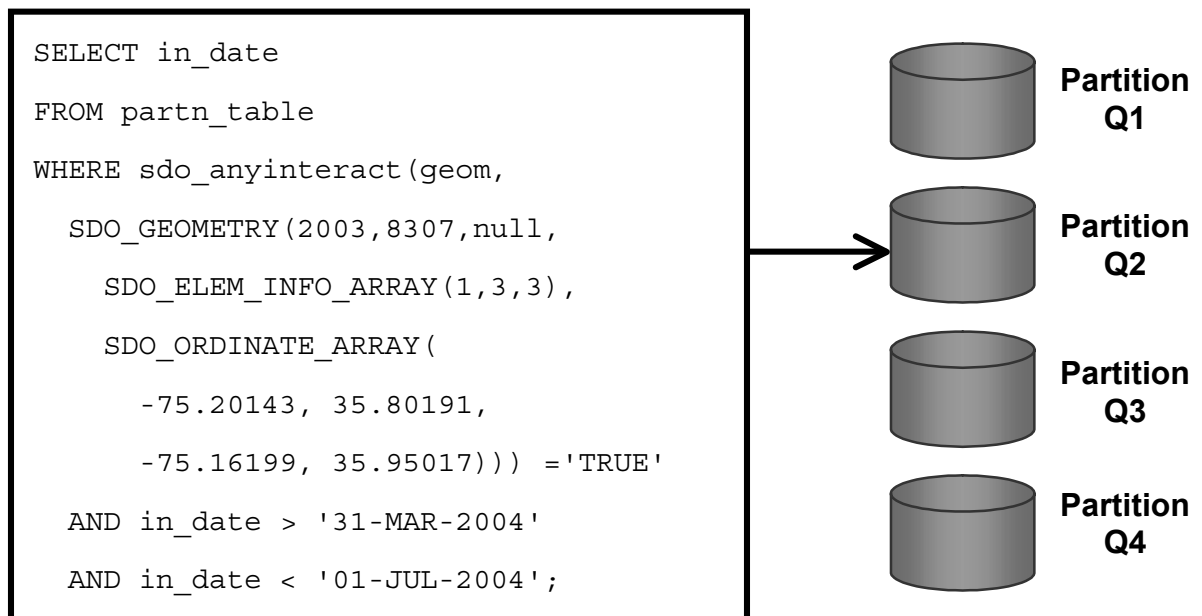 SELECT in_date
FROM partn_table
WHERE sdo_anyinteract(geom,
SDO_GEOMETRY(2003,8307,null,
SDO_ELEM_INFO_ARRAY(1,3,3),
SDO_ORDINATE_ARRAY(
-75.20143, 35.80191,
-75.16199, 35.95017))) ='TRUE'
AND in_date > '31-MAR-2004'
AND in_date < '01-JUL-2004';
Partition
Q1
Partition
Q2
Partition
Q3
Partition
Q4